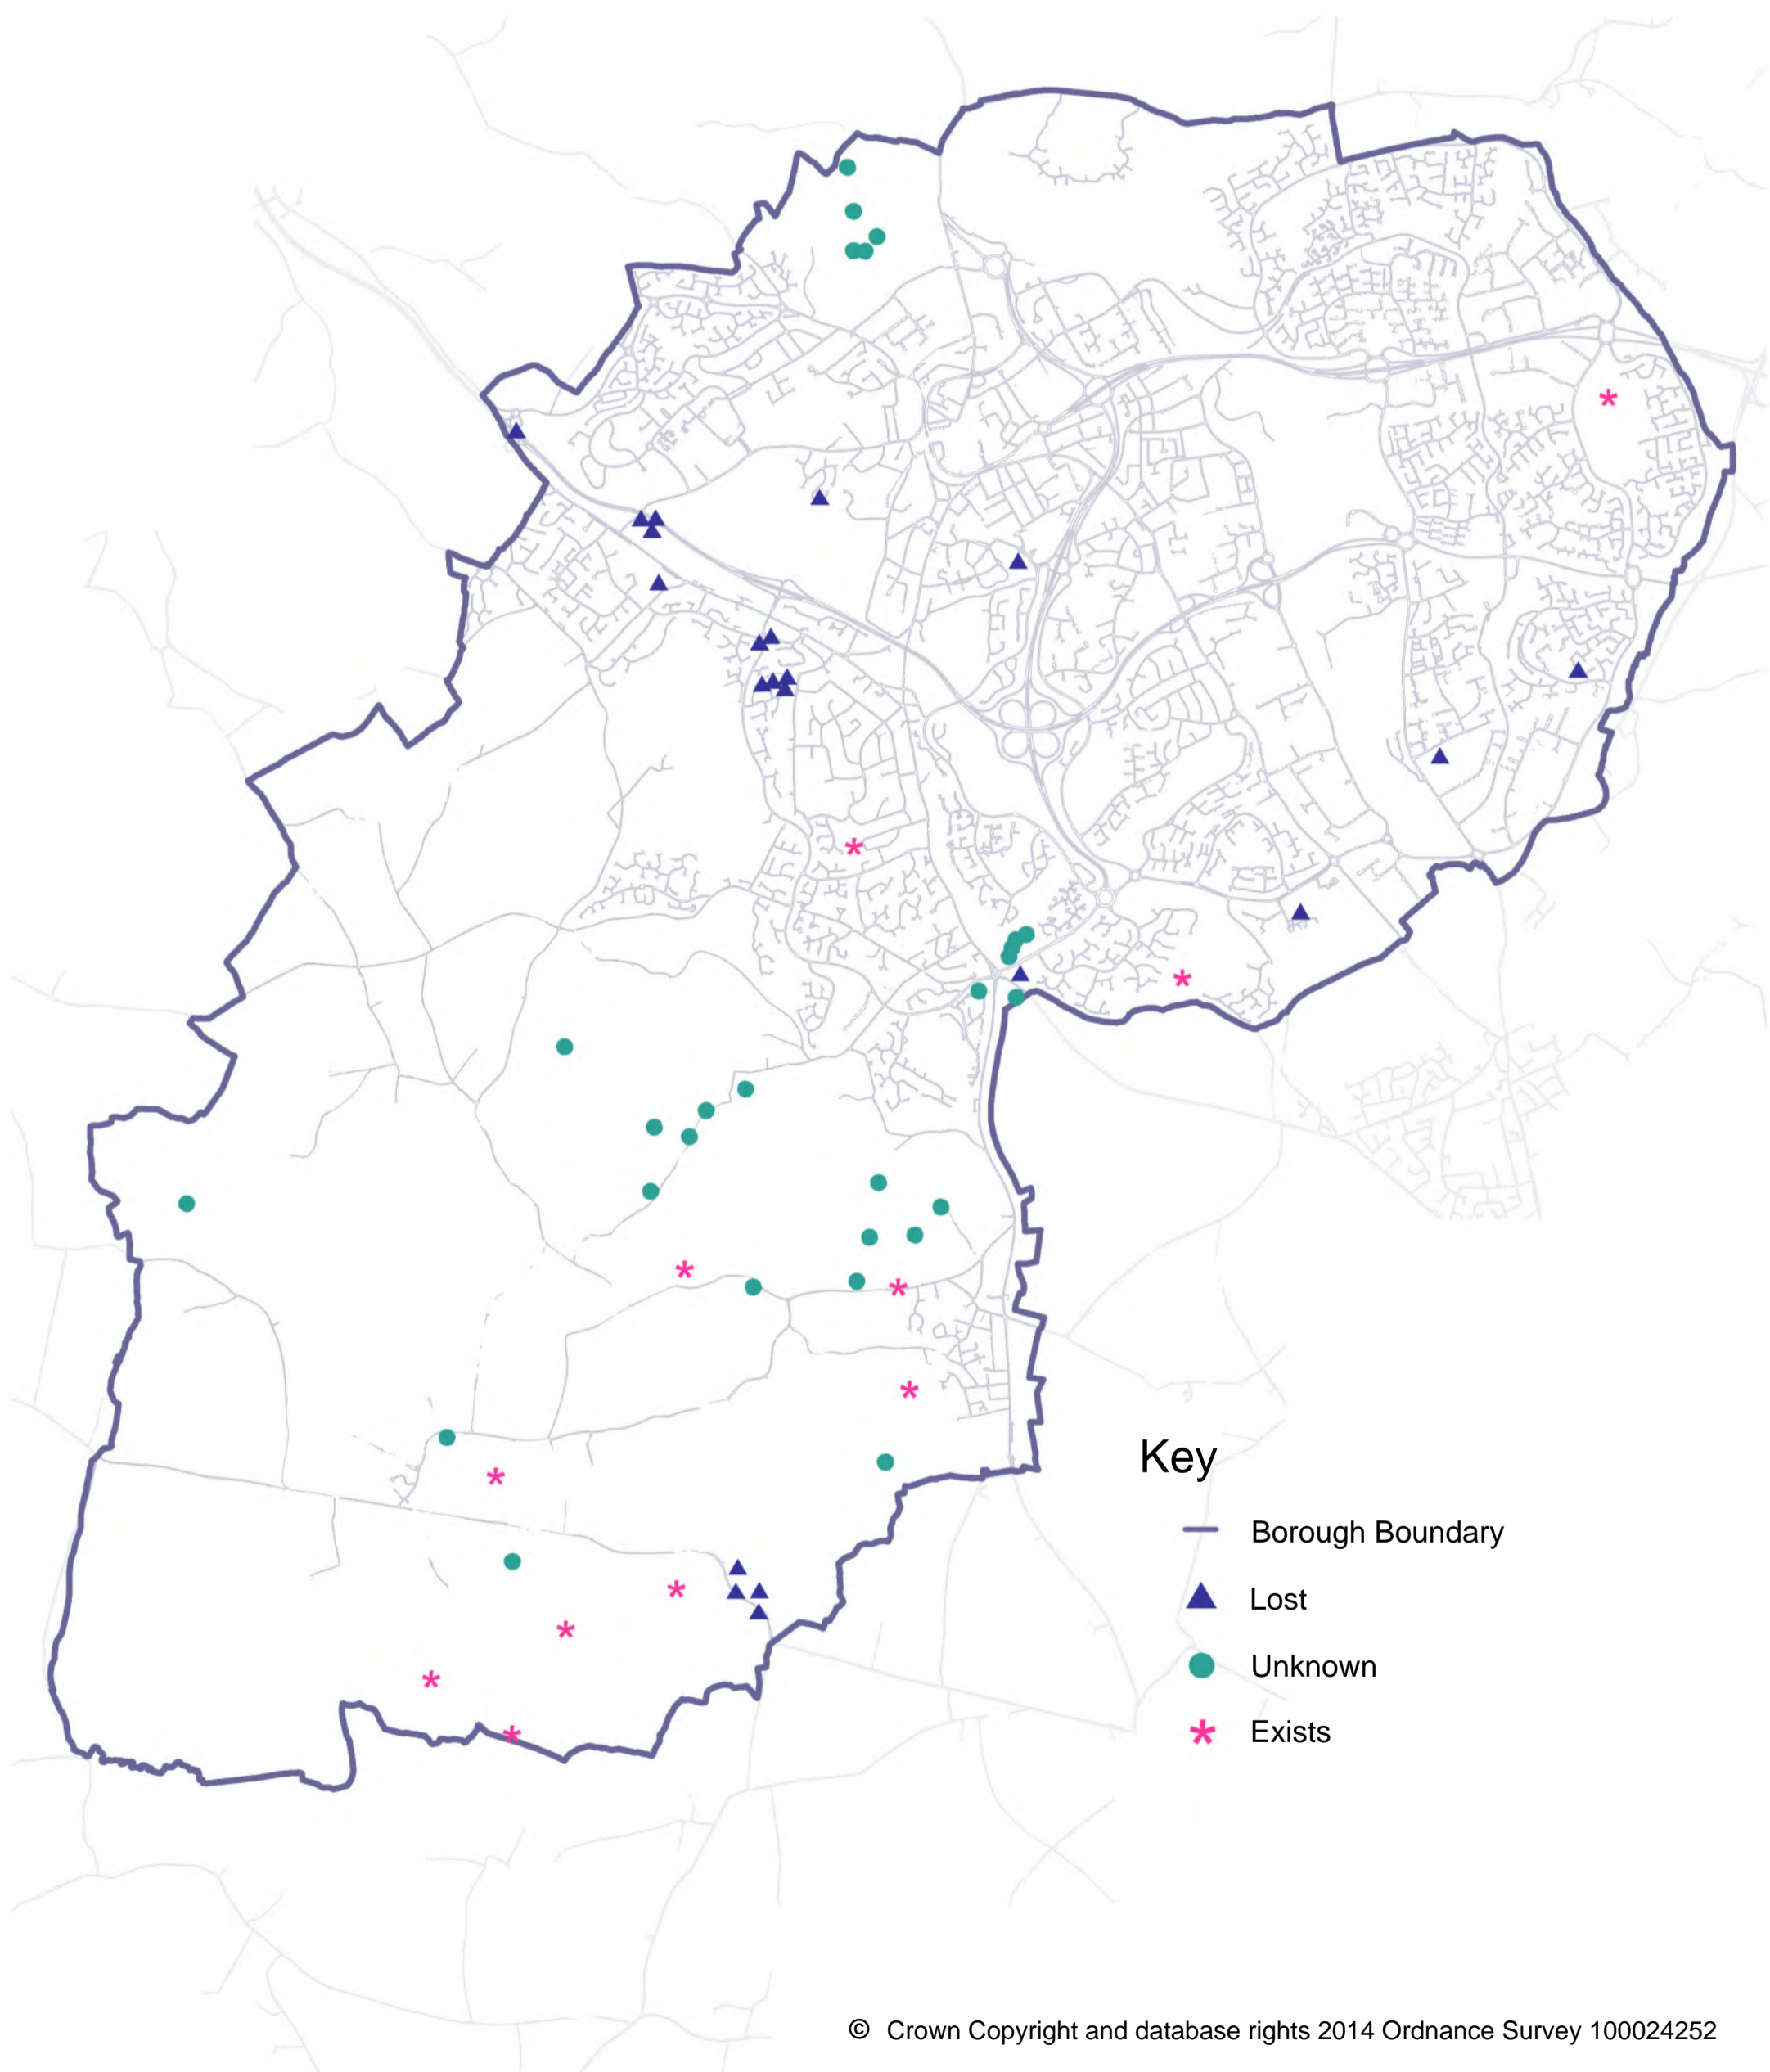 Key
Borough Boundary
Lost
Unknown
Exists
© Crown Copyright and database rights 2014 Ordnance Survey 100024252